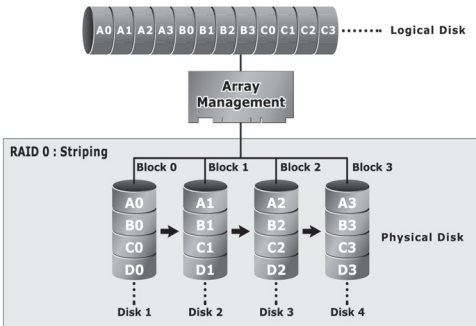 A0 A1 A2 A3 B0 B1 B2 B3 C0 C1 C2 C3 Logical Disk
Array
Management
RAID 0 : Striping
Block 0 Block 1 Block 2 Block 3
A0 A1 A2 A3
B0 B1 B2 B3
Physical Disk
C0 C1 C2 C3
D0 D1 D2 D3
Disk 1 Disk 2 Disk 3 Disk 4